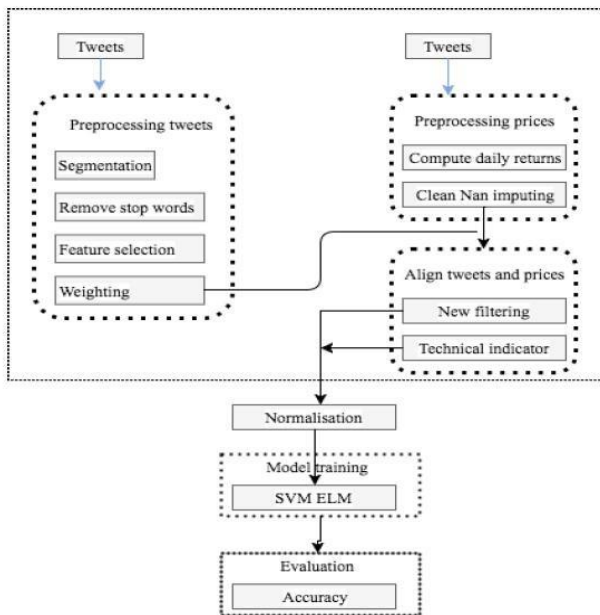 Tweets
Preprocessing tweets
Segmentation
Remove stop words
Feature selection
Weighting
Tweets
Preprocessing prices
Compute daily returns
Clean Nan imputing
Align tweets and prices
New filtering
Technical indicator
Normalisation
Model training
SVM ELM
Evaluation
Accuracy